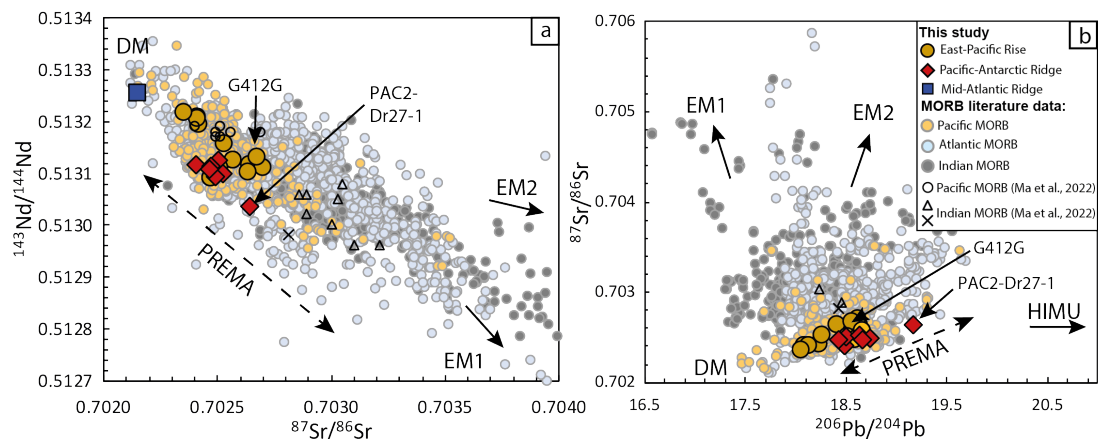 a
0.5134
0.5133
0.5132
0.5131
0.5130
0.5129
0.5128
0.5127
143Nd/144Nd
DM
G412G
PAC2-
Dr27-1
EM2
PREMA
EM1
0.7020
0.7025
0.7030
0.7035
0.7040
87Sr/86Sr
b
0.706
0.705
0.704
0.703
0.702
87Sr/86Sr
EM1
EM2
This study
East-Pacific Rise
Pacific-Antarctic Ridge
Mid-Atlantic Ridge
MORB literature data:
Pacific MORB
Atlantic MORB
Indian MORB
Pacific MORB (Ma et al., 2022)
Indian MORB (Ma et al., 2022)
G412G
PAC2-Dr27-1
HIMU
PREMA
DM
16.5
17.5
18.5
19.5
20.5
206Pb/204Pb